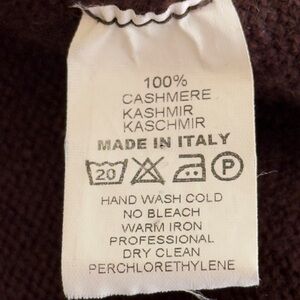 100%
CASHMERE
KASHMIR
KASCHMIR
MADE IN ITALY
20 P
HAND WASH COLD
NO BLEACH
WARM IRON
PROFESSIONAL
DRY CLEAN
PERCHLORETHYLENE